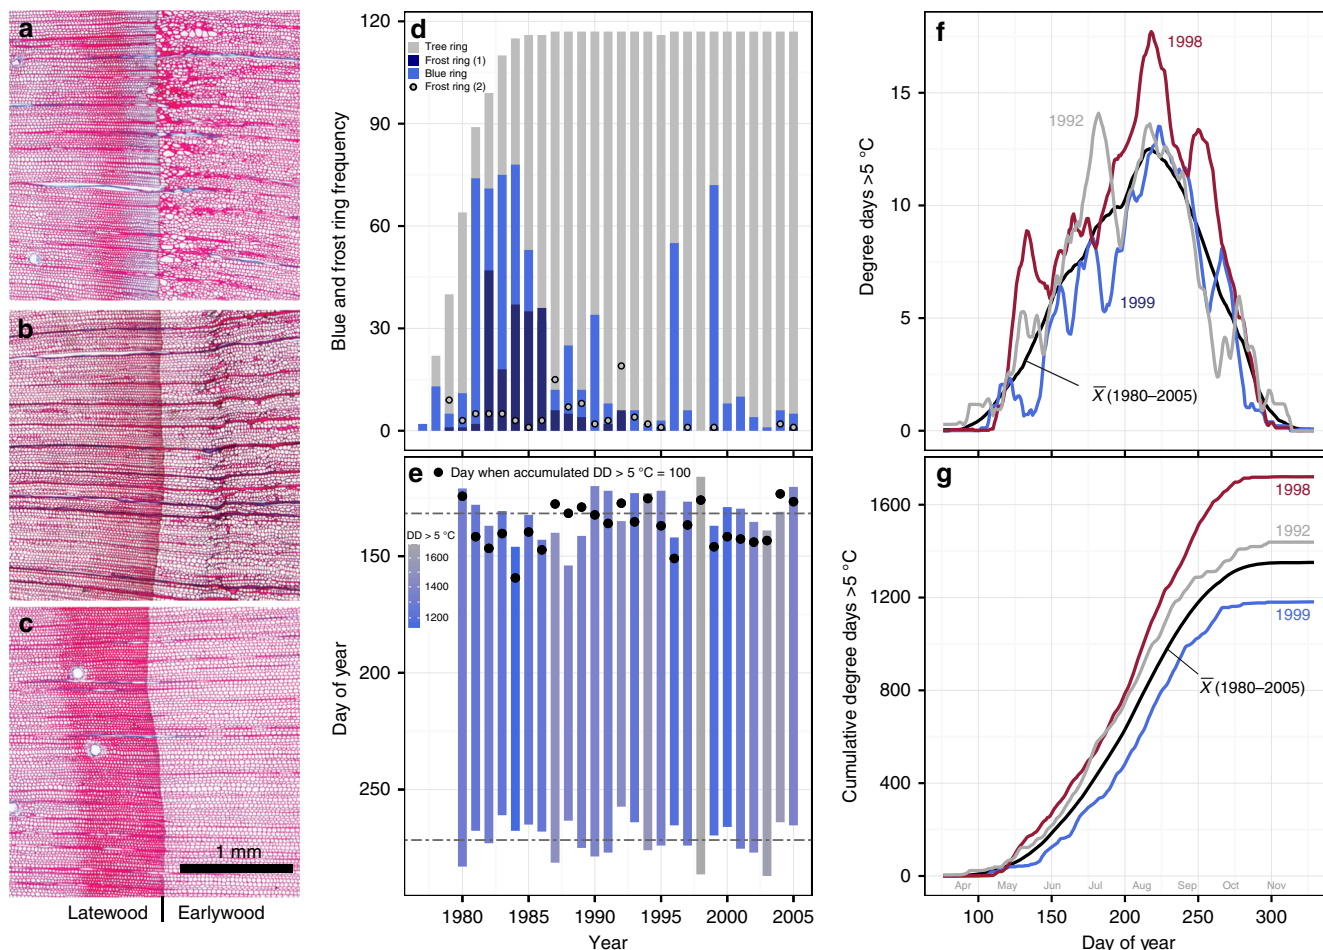 a
b
c
1 mm
Latewood
Earlywood
d
120
90
60
30
0
Blue and frost ring frequency
Tree ring
Frost ring (1)
Blue ring
Frost ring (2)
e
Day when accumulated DD > 5 °C = 100
DD > 5 °C
1600
1400
1200
150
200
250
Day of year
1980
1985
1990
1995
2000
2005
Year
f
1998
1992
1999
X̅ (1980–2005)
15
10
5
0
Degree days >5 °C
g
1998
1992
1999
X̅ (1980–2005)
1600
1200
800
400
0
Cumulative degree days >5 °C
Apr
May
Jun
Jul
Aug
Sep
Oct
Nov
100
150
200
250
300
Day of year